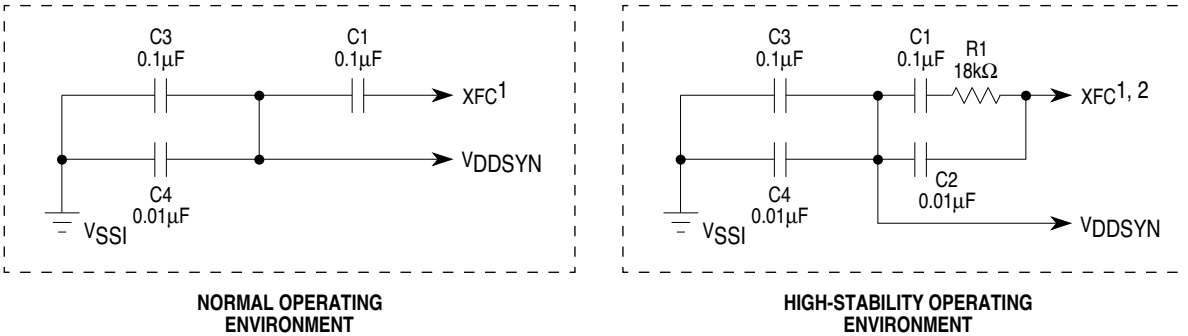 C3
0.1µF
C1
0.1µF
XFC1
C4
0.01µF
VDDSYN
VSSI
NORMAL OPERATING
ENVIRONMENT
C3
0.1µF
C1
0.1µF
R1
18kΩ
XFC1, 2
C4
0.01µF
C2
0.01µF
VSSI
VDDSYN
HIGH-STABILITY OPERATING
ENVIRONMENT